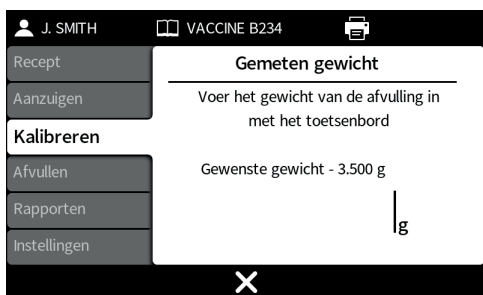 J. SMITH VACCINE B234
Recept
Aanzuigen
Kalibreren
Afvullen
Rapporten
Instellingen
Gemeten gewicht
Voer het gewicht van de afvulling in
met het toetsenbord
Gewenste gewicht - 3.500 g
g